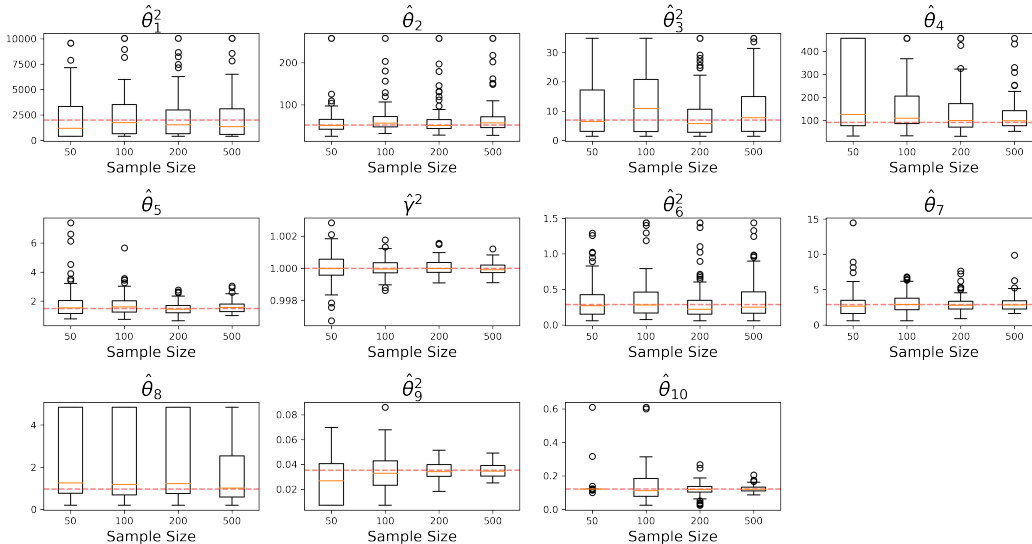 θ̂₁²
10000
7500
5000
2500
0
50 100 200 500
Sample Size
θ̂₂
200
100
50 100 200 500
Sample Size
θ̂₃²
30
20
10
0
50 100 200 500
Sample Size
θ̂₄
400
300
200
100
50 100 200 500
Sample Size
θ̂₅
6
4
2
50 100 200 500
Sample Size
γ̂²
1.002
1.000
0.998
50 100 200 500
Sample Size
θ̂₆²
1.5
1.0
0.5
0.0
50 100 200 500
Sample Size
θ̂₇
15
10
5
0
50 100 200 500
Sample Size
θ̂₈
4
2
0
50 100 200 500
Sample Size
θ̂₉²
0.08
0.06
0.04
0.02
50 100 200 500
Sample Size
θ̂₁₀
0.6
0.4
0.2
0.0
50 100 200 500
Sample Size